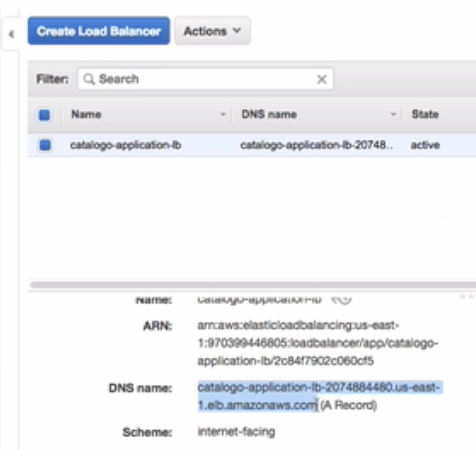 Create Load Balancer Actions
Filter: Search
Name DNS name State
catalogo-application-lb catalogo-application-lb-20748.. active
Name: catalogo-application-lb
ARN: arn:aws:elasticloadbalancing:us-east-
1:970399446805:loadbalancer/app/catalogo-
application-lb/2c84f7902c060cf5
DNS name: catalogo-application-lb-2074884480.us-east-
1.elb.amazonaws.com (A Record)
Scheme: internet-facing